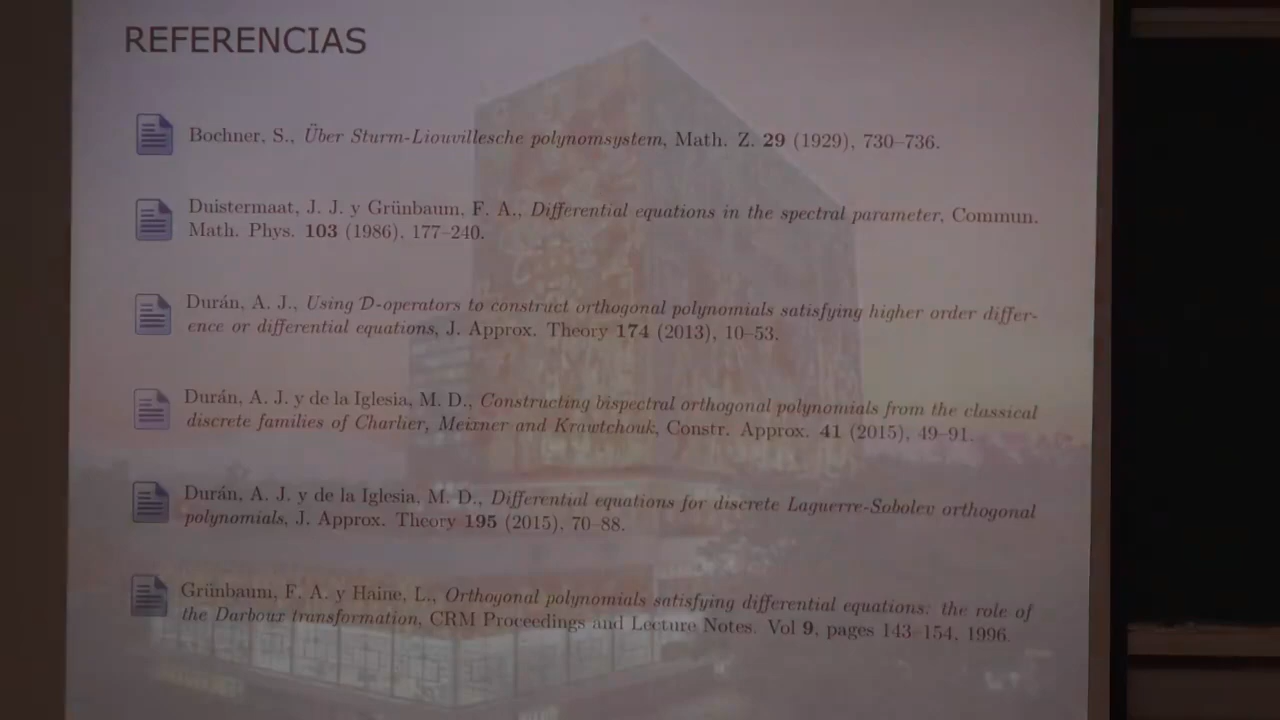 REFERENCIAS
Bochner, S., Über Sturm-Liouvillesche polynomsystem, Math. Z. 29 (1929), 730–736.
Duistermaat, J. J. y Grünbaum, F. A., Differential equations in the spectral parameter, Commun.
Math. Phys. 103 (1986), 177–240.
Durán, A. J., Using D-operators to construct orthogonal polynomials satisfying higher order differ-
ence or differential equations, J. Approx. Theory 174 (2013), 10–53.
Durán, A. J. y de la Iglesia, M. D., Constructing bispectral orthogonal polynomials from the classical
discrete families of Charlier, Meixner and Krawtchouk, Constr. Approx. 41 (2015), 49–91.
Durán, A. J. y de la Iglesia, M. D., Differential equations for discrete Laguerre-Sobolev orthogonal
polynomials, J. Approx. Theory 195 (2015), 70–88.
Grünbaum, F. A. y Haine, L., Orthogonal polynomials satisfying differential equations: the role of
the Darboux transformation, CRM Proceedings and Lecture Notes. Vol 9, pages 143–154, 1996.